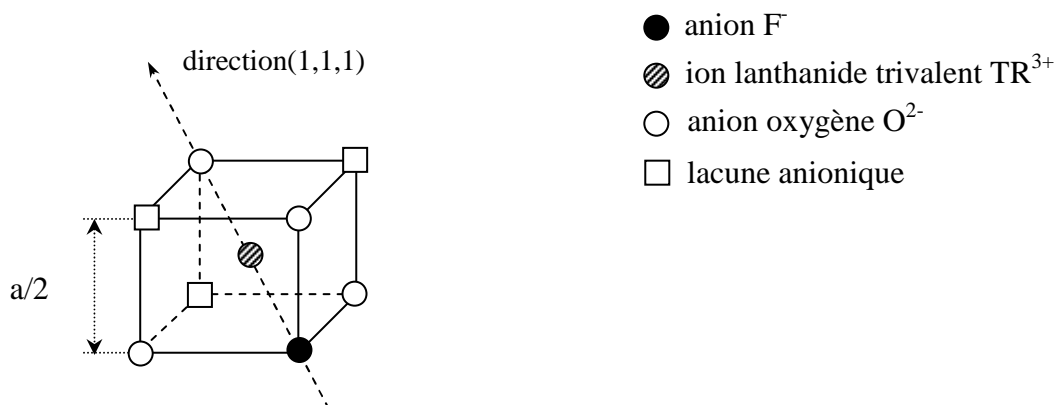 direction(1,1,1)
a/2
anion F⁻
ion lanthanide trivalent TR³⁺
anion oxygène O²⁻
lacune anionique